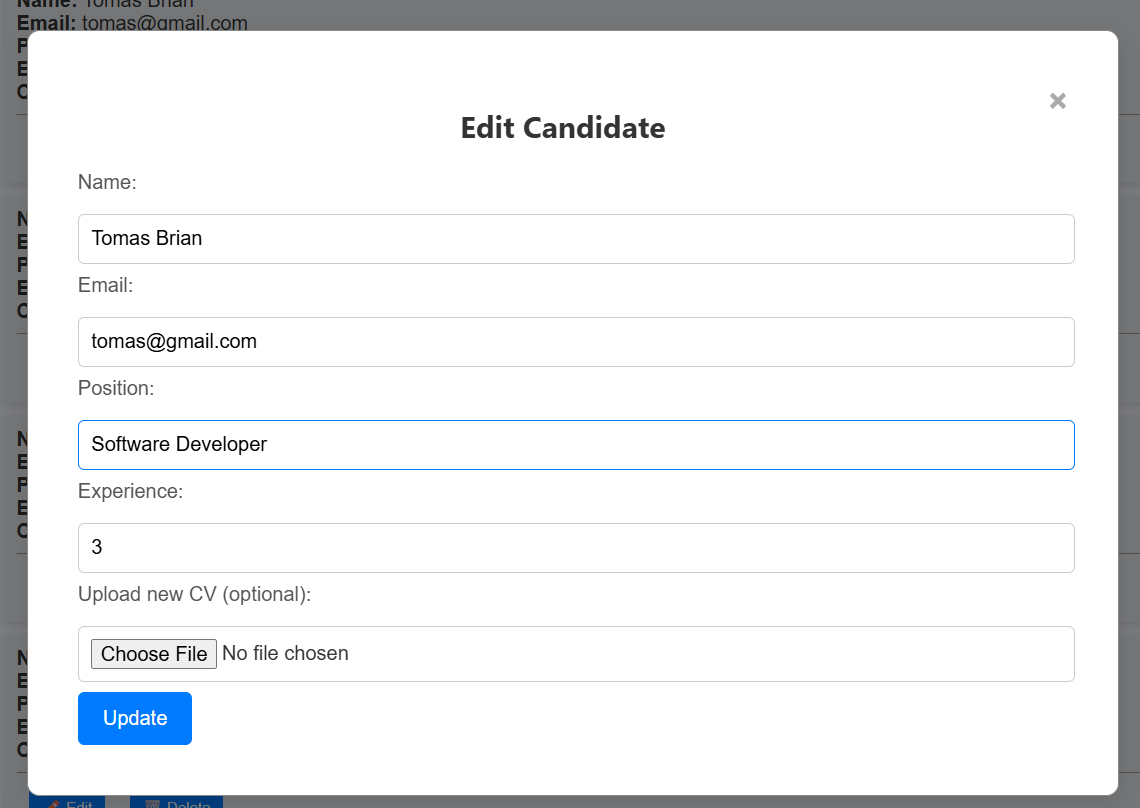 Name: Tomas Brian
Email: tomas@gmail.com
×
Edit Candidate
Name:
Tomas Brian
Email:
tomas@gmail.com
Position:
Software Developer
Experience:
3
Upload new CV (optional):
Choose File No file chosen
Update
Edit Delete